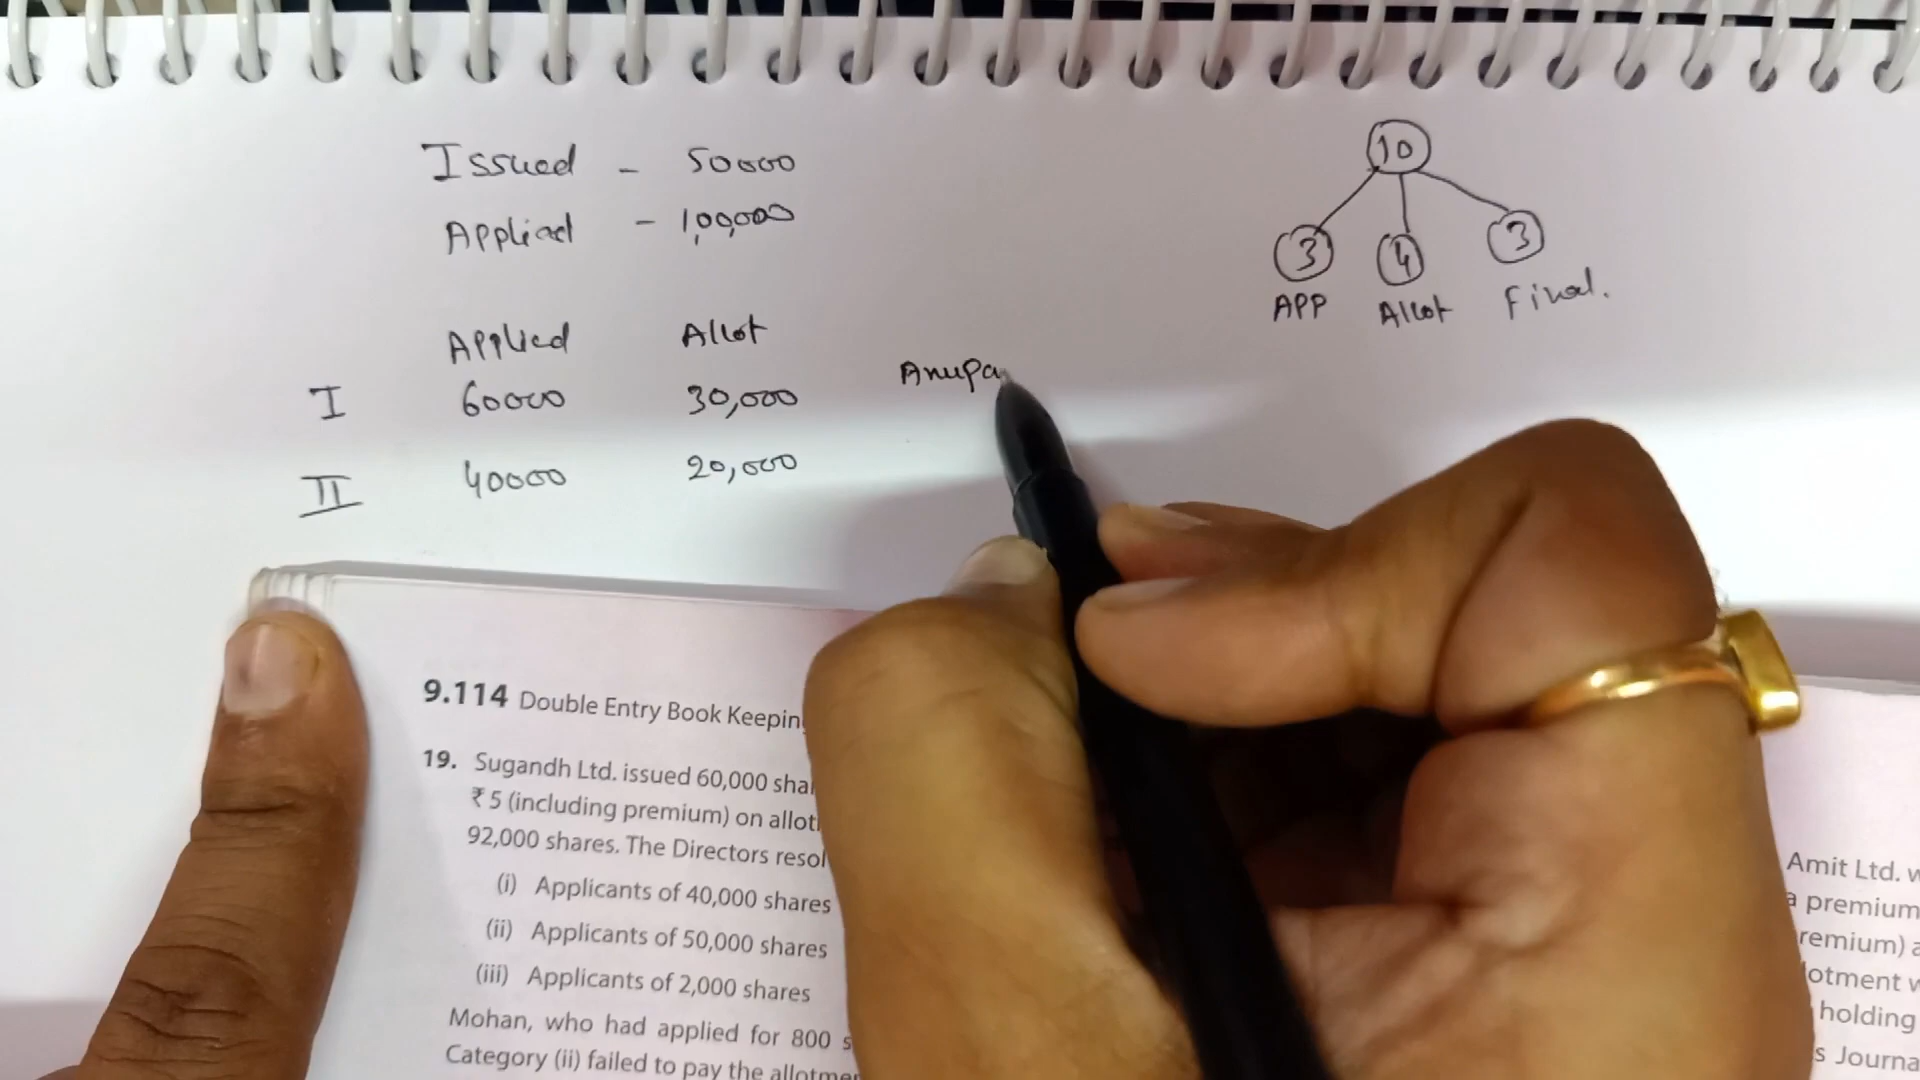 Issued - 50000
Applied - 1,00,000
10
3 4 3
APP Allot Final.
Applied Allot
I 60000 30,000
II 40000 20,000
Anupa
9.114 Double Entry Book Keeping
19. Sugandh Ltd. issued 60,000 shar
₹5 (including premium) on allot
92,000 shares. The Directors resol
(i) Applicants of 40,000 shares
(ii) Applicants of 50,000 shares
(iii) Applicants of 2,000 shares
Mohan, who had applied for 800 s
Category (ii) failed to pay the allotme
Amit Ltd. w
a premium
remium) a
lotment w
holding
s Journa